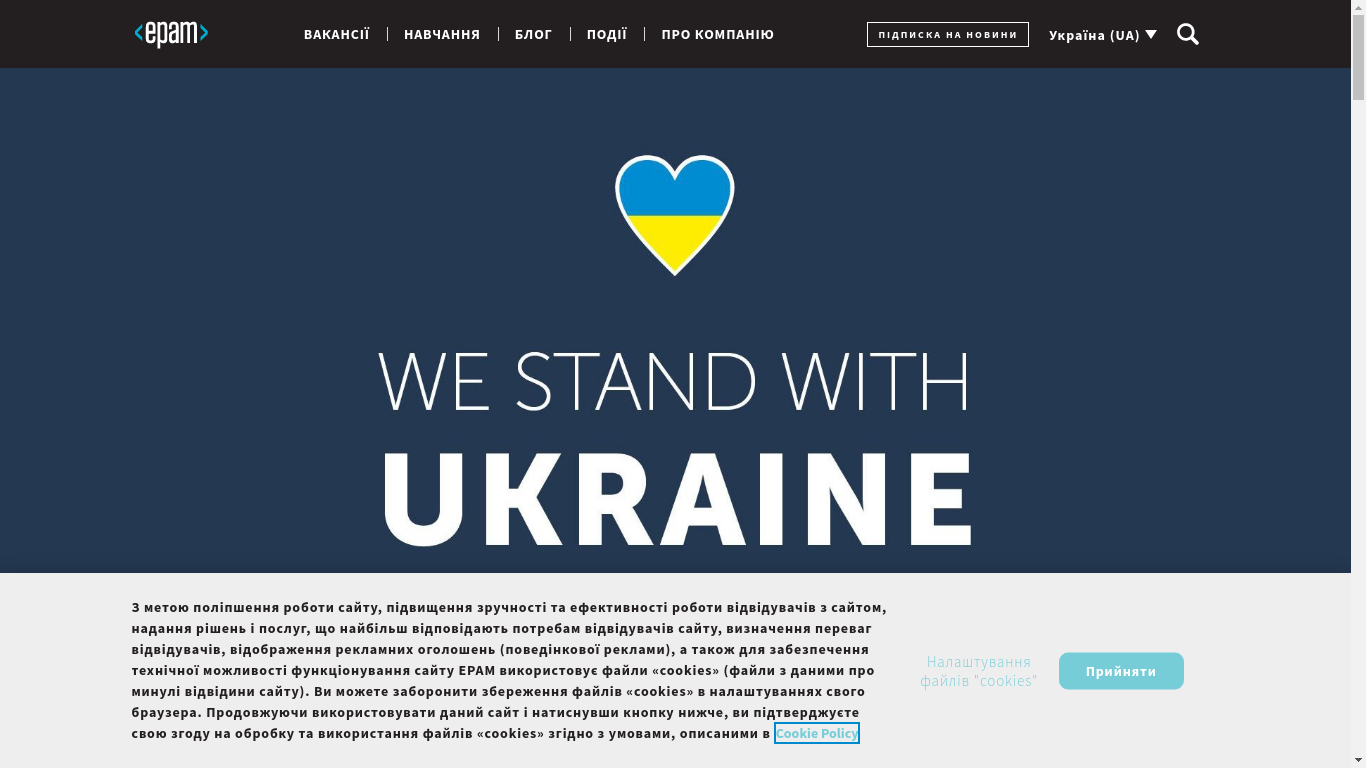 <epam>
ВАКАНСІЇ
НАВЧАННЯ
БЛОГ
ПОДІЇ
ПРО КОМПАНІЮ
ПІДПИСКА НА НОВИНИ
Україна (UA)
WE STAND WITH
UKRAINE
З метою поліпшення роботи сайту, підвищення зручності та ефективності роботи відвідувачів з сайтом,
надання рішень і послуг, що найбільш відповідають потребам відвідувачів сайту, визначення переваг
відвідувачів, відображення рекламних оголошень (поведінкової реклами), а також для забезпечення
технічної можливості функціонування сайту EPAM використовує файли «cookies» (файли з даними про
минулі відвідини сайту). Ви можете заборонити збереження файлів «cookies» в налаштуваннях свого
браузера. Продовжуючи використовувати даний сайт і натиснувши кнопку нижче, ви підтверджуєте
свою згоду на обробку та використання файлів «cookies» згідно з умовами, описаними в Cookie Policy
Налаштування
файлів "cookies"
Прийняти